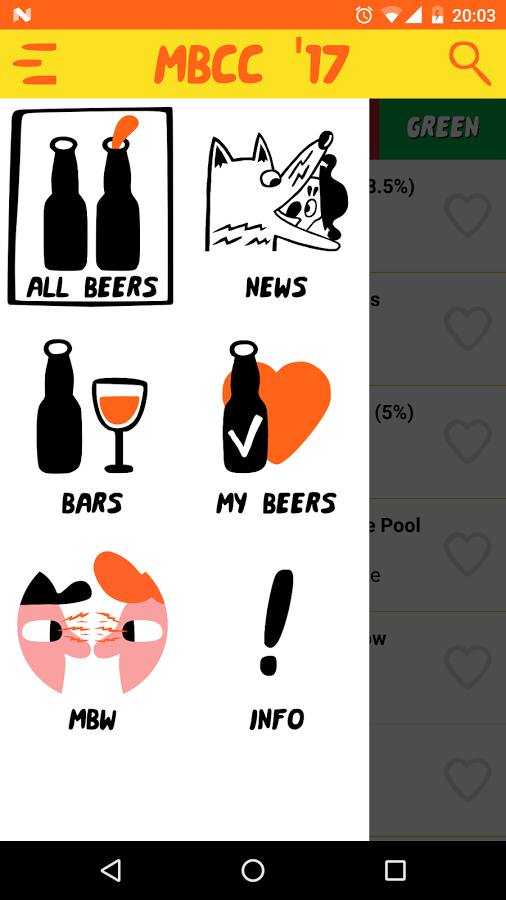 20:03
MBCC '17
GREEN
3.5%)
ALL BEERS
NEWS
s
BARS
MY BEERS
(5%)
e Pool
e
ow
MBW
INFO